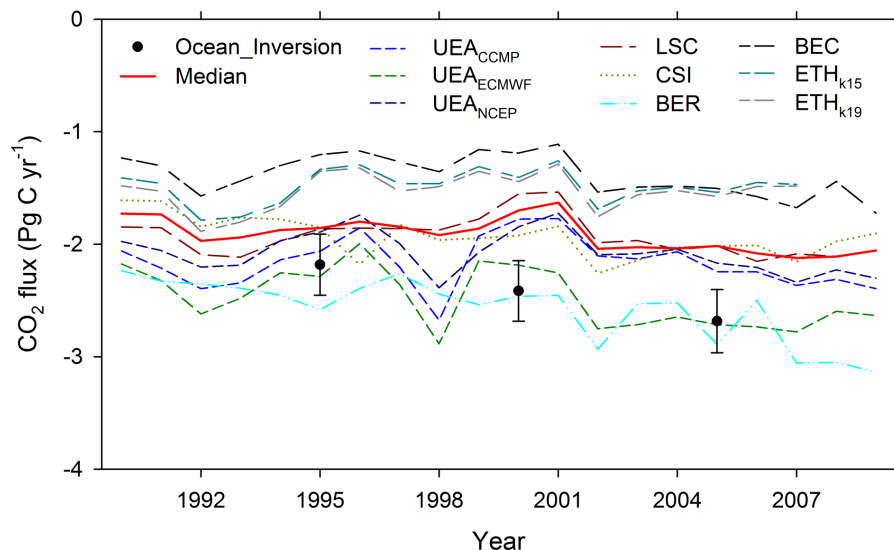 0
-1
-2
-3
-4
CO2 flux (Pg C yr-1)
Ocean_Inversion
Median
UEACCMP
UEAECMWF
UEANCEP
LSC
CSI
BER
BEC
ETHk15
ETHk19
1992 1995 1998 2001 2004 2007
Year